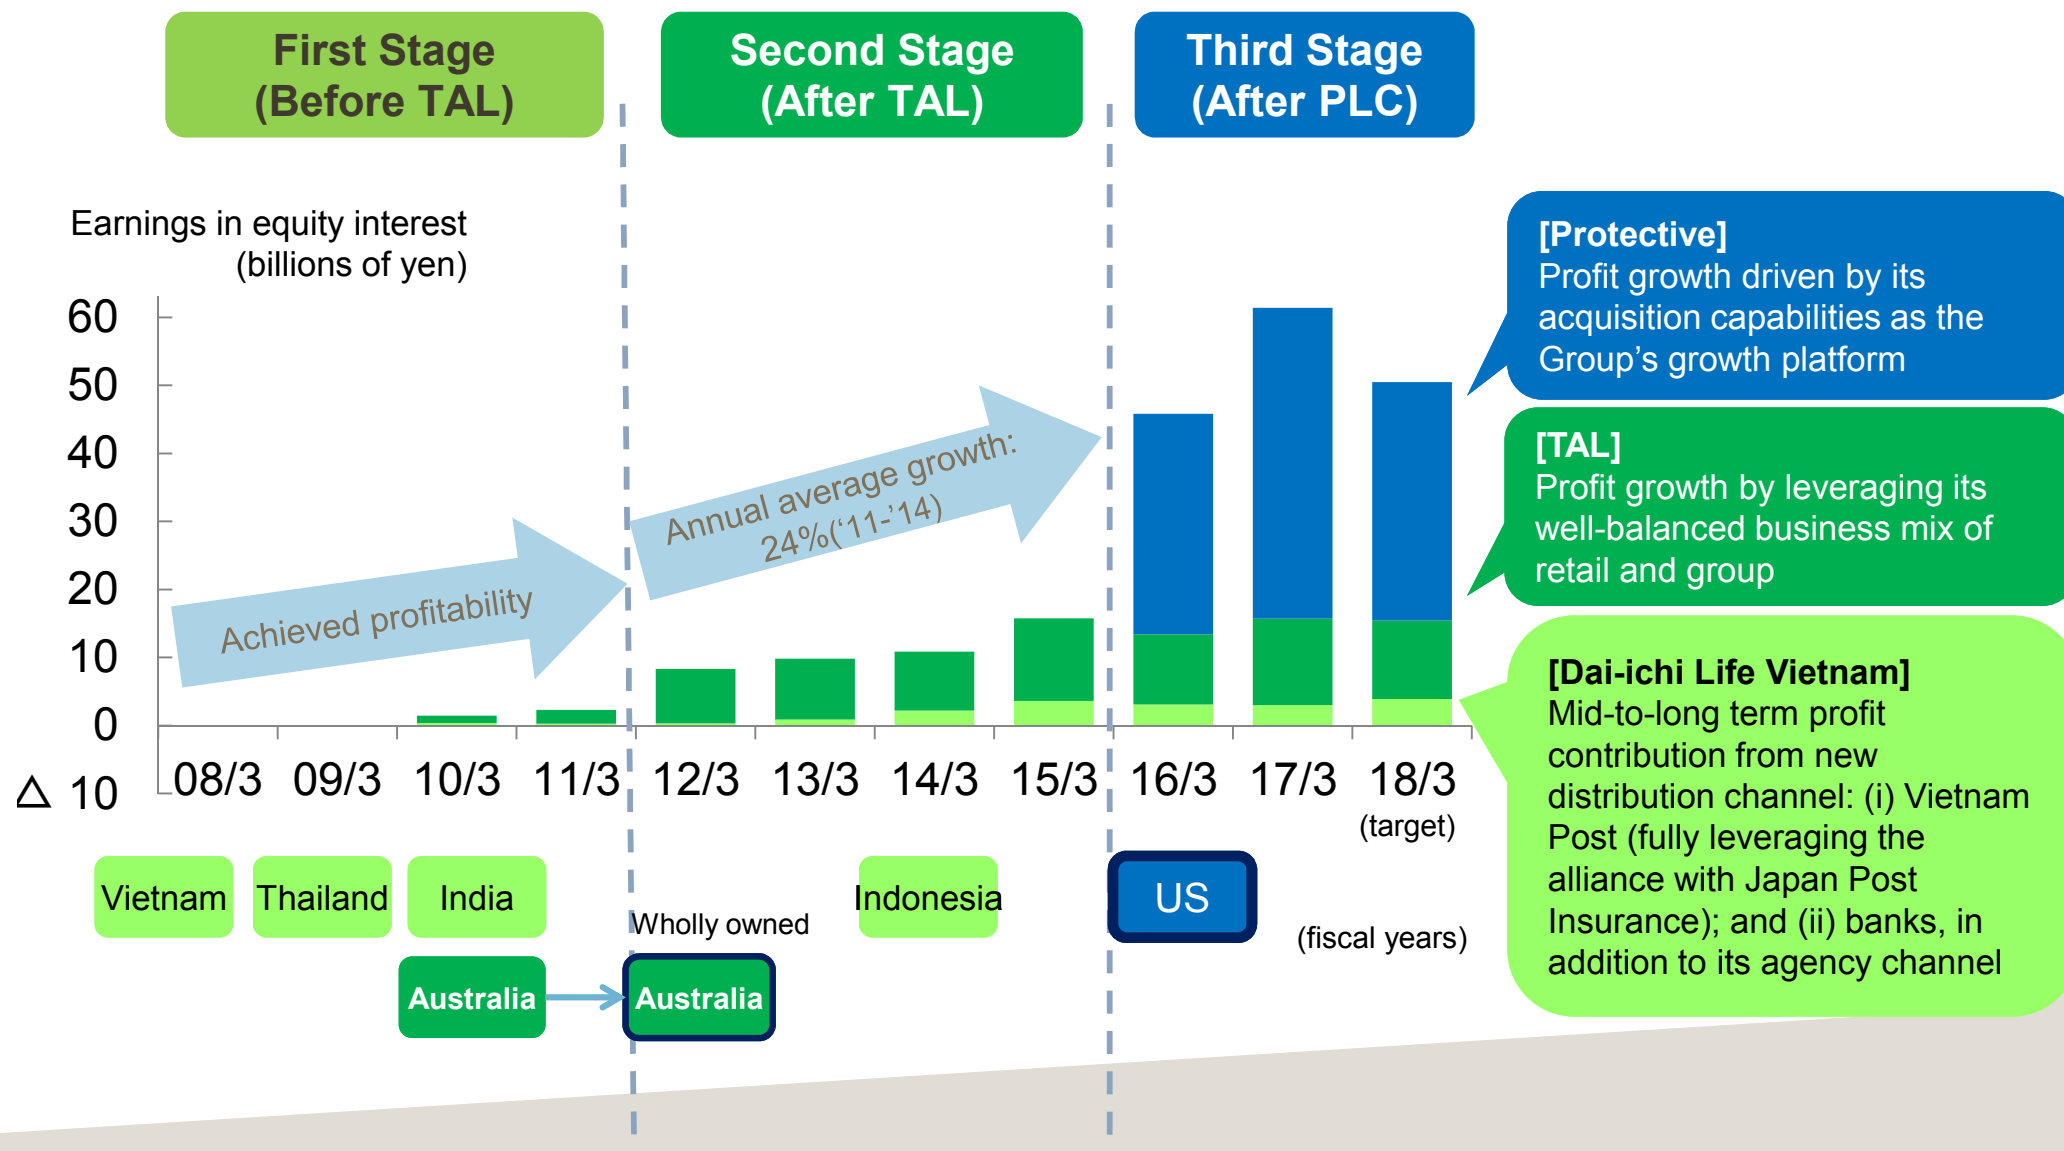 First Stage
(Before TAL)
Second Stage
(After TAL)
Third Stage
(After PLC)
Earnings in equity interest
(billions of yen)
60
50
40
30
20
10
0
△ 10
Achieved profitability
Annual average growth:
24%(‘11-’14)
08/3 09/3 10/3 11/3 12/3 13/3 14/3 15/3 16/3 17/3 18/3
(target)
Vietnam
Thailand
India
Indonesia
US
Wholly owned
(fiscal years)
Australia
Australia
[Protective]
Profit growth driven by its
acquisition capabilities as the
Group’s growth platform
[TAL]
Profit growth by leveraging its
well-balanced business mix of
retail and group
[Dai-ichi Life Vietnam]
Mid-to-long term profit
contribution from new
distribution channel: (i) Vietnam
Post (fully leveraging the
alliance with Japan Post
Insurance); and (ii) banks, in
addition to its agency channel